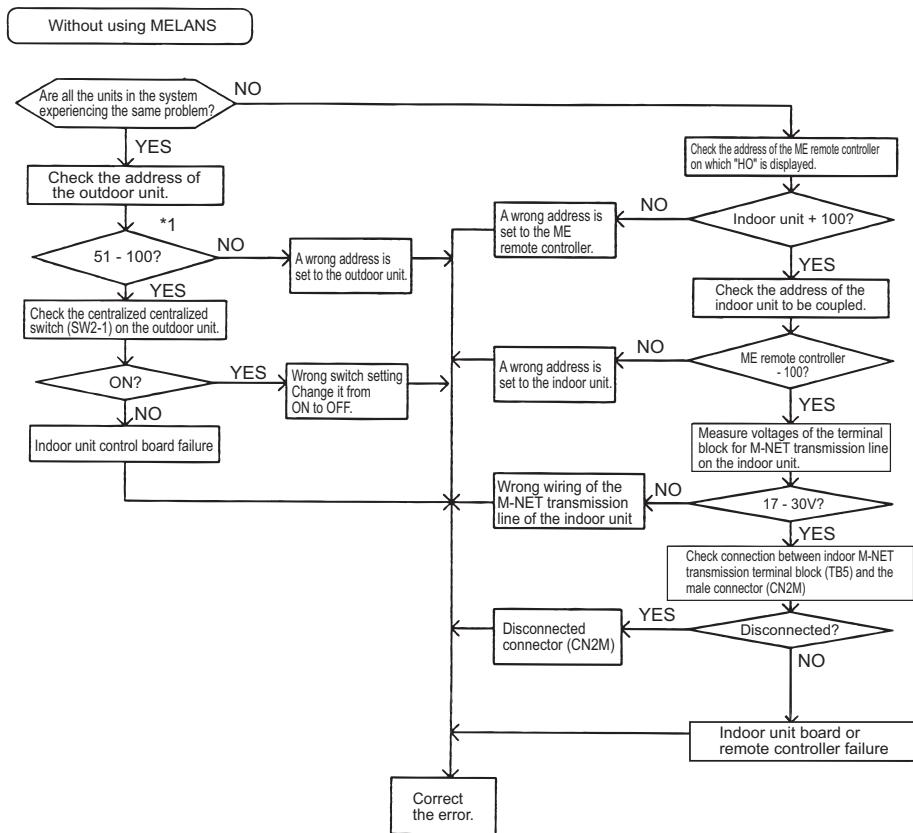 Without using MELANS
Are all the units in the system
experiencing the same problem?
NO
YES
Check the address of
the outdoor unit.
*1
51 - 100?
NO
A wrong address is
set to the outdoor unit.
YES
Check the centralized centralized
switch (SW2-1) on the outdoor unit.
ON?
YES
Wrong switch setting
Change it from
ON to OFF.
NO
Indoor unit control board failure
Check the address of the ME remote controller
on which "HO" is displayed.
Indoor unit + 100?
NO
A wrong address is
set to the ME
remote controller.
YES
Check the address of the
indoor unit to be coupled.
ME remote controller
- 100?
NO
A wrong address is
set to the indoor unit.
YES
Measure voltages of the terminal
block for M-NET transmission line
on the indoor unit.
17 - 30V?
NO
Wrong wiring of the
M-NET transmission
line of the indoor unit
YES
Check connection between indoor M-NET
transmission terminal block (TB5) and the
male connector (CN2M)
Disconnected?
YES
Disconnected
connector (CN2M)
NO
Indoor unit board or
remote controller failure
Correct
the error.